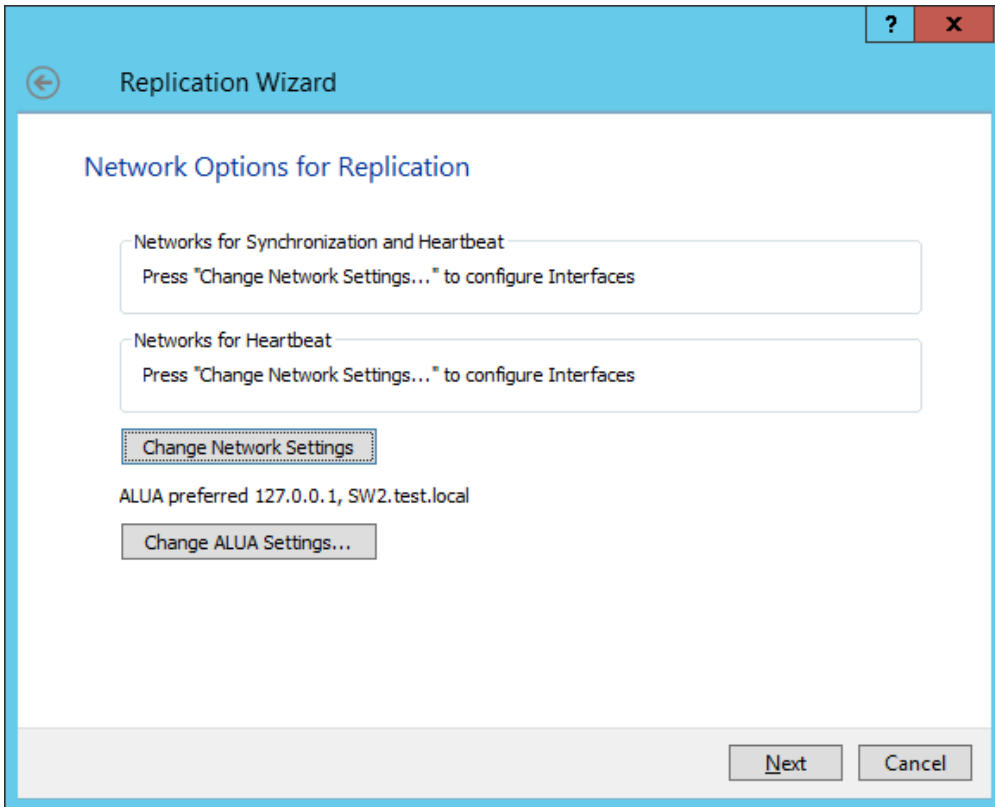 ? x
Replication Wizard
Network Options for Replication
Networks for Synchronization and Heartbeat
Press "Change Network Settings..." to configure Interfaces
Networks for Heartbeat
Press "Change Network Settings..." to configure Interfaces
Change Network Settings
ALUA preferred 127.0.0.1, SW2.test.local
Change ALUA Settings...
Next Cancel